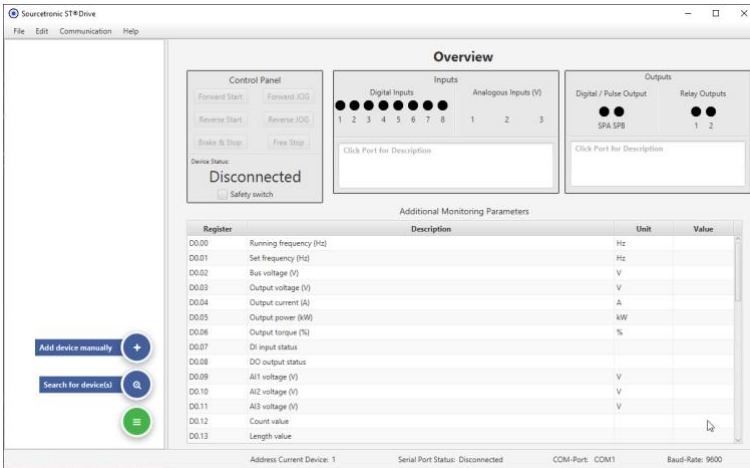 Sourcetronic ST®Drive
File Edit Communication Help
Overview
Control Panel
Forward Start Forward JOG
Reverse Start Reverse JOG
Brake & Stop Free Stop
Device Status:
Disconnected
Safety switch
Inputs
Digital Inputs Analogous Inputs (V)
1 2 3 4 5 6 7 8 1 2 3
Click Port for Description
Outputs
Digital / Pulse Output Relay Outputs
SPA SPB 1 2
Click Port for Description
Additional Monitoring Parameters
Register Description Unit Value
D0.00 Running frequency (Hz) Hz
D0.01 Set frequency (Hz) Hz
D0.02 Bus voltage (V) V
D0.03 Output voltage (V) V
D0.04 Output current (A) A
D0.05 Output power (kW) kW
D0.06 Output torque (%) %
D0.07 DI input status
D0.08 DO output status
D0.09 AI1 voltage (V) V
D0.10 AI2 voltage (V) V
D0.11 AI3 voltage (V) V
D0.12 Count value
D0.13 Length value
Add device manually
Search for device(s)
Address Current Device: 1 Serial Port Status: Disconnected COM-Port: COM1 Baud-Rate: 9600